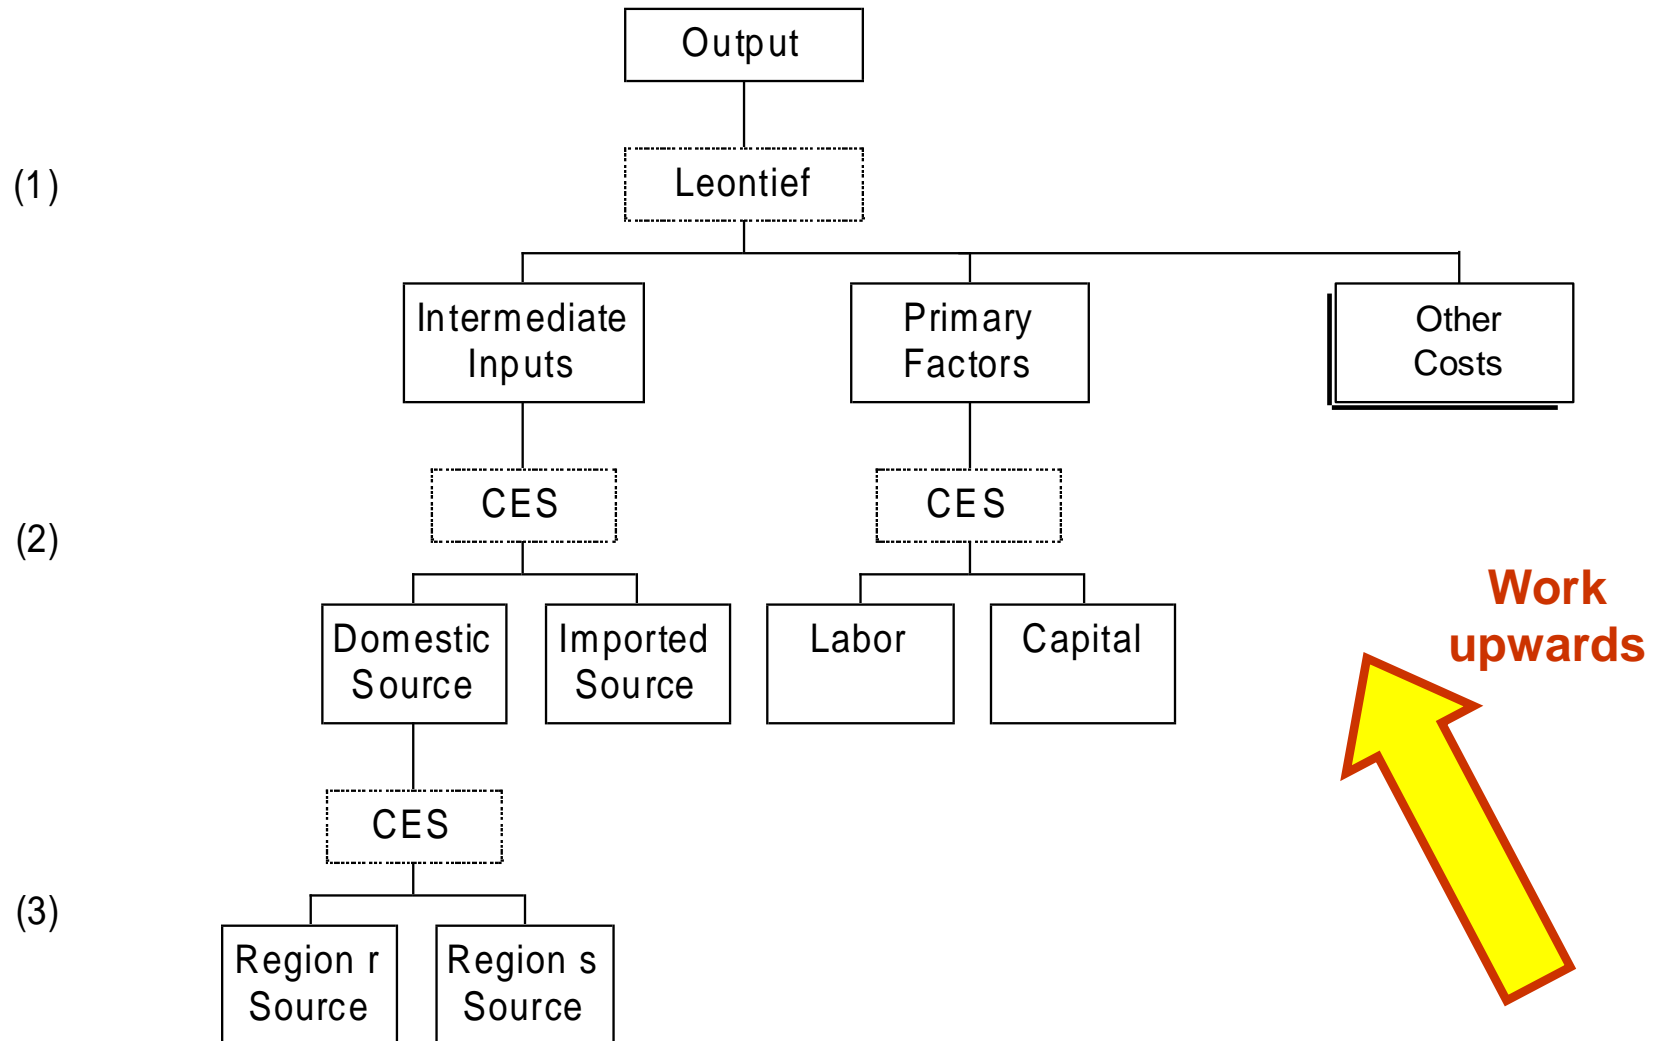 Output
(1)
Leontief
Intermediate
Inputs
Primary
Factors
Other
Costs
CES
CES
(2)
Domestic
Source
Imported
Source
Labor
Capital
Work
upwards
CES
(3)
Region r
Source
Region s
Source